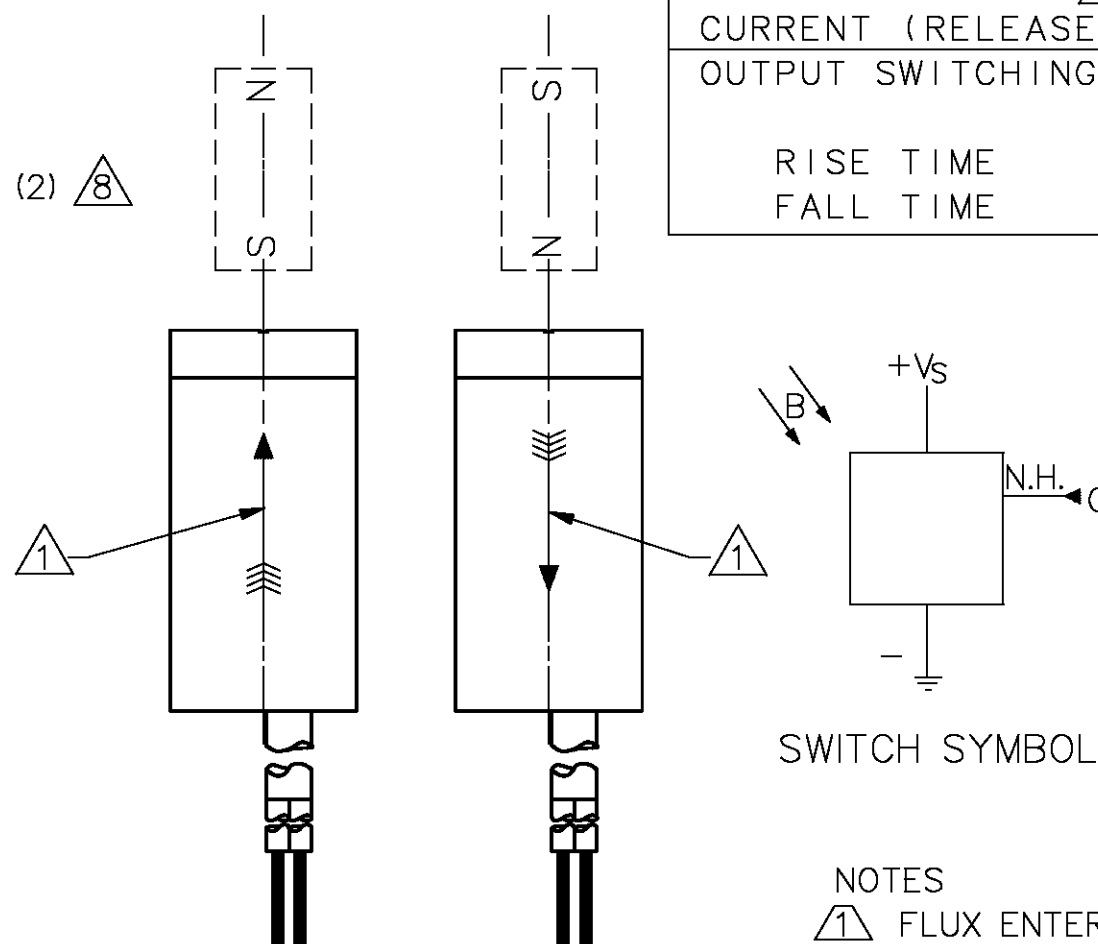 CURRENT (RELEASE
OUTPUT SWITCHING
RISE TIME
FALL TIME
N
S
S
N
(2) 8
1
1
+VS
B
N.H.
−
SWITCH SYMBOL
NOTES
1 FLUX ENTER